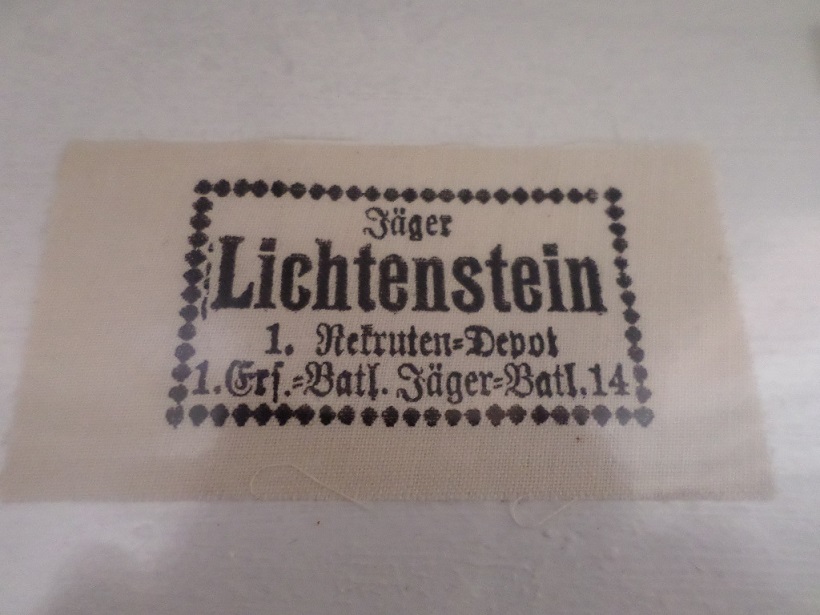 Jäger
Lichtenstein
1. Rekruten=Depot
1.Ers.=Batl. Jäger=Batl.14